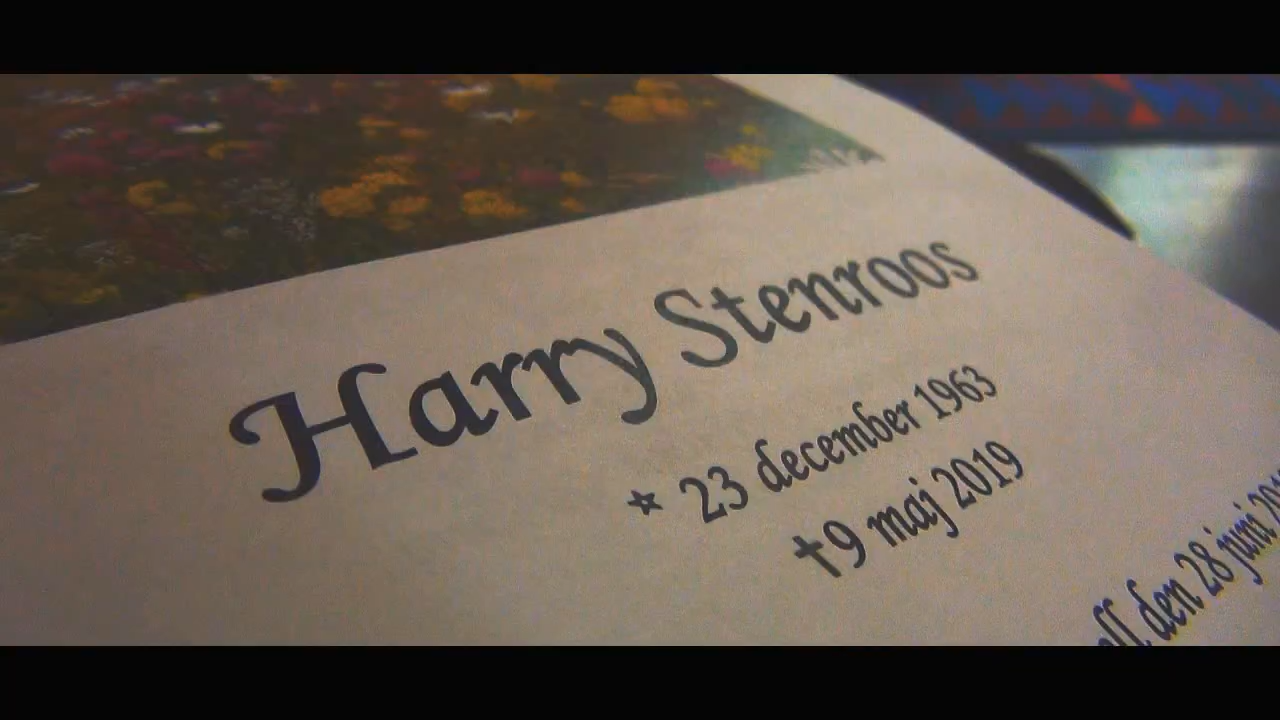 Harry Stenroos
* 23 december 1963
†9 maj 2019
den 28 juni